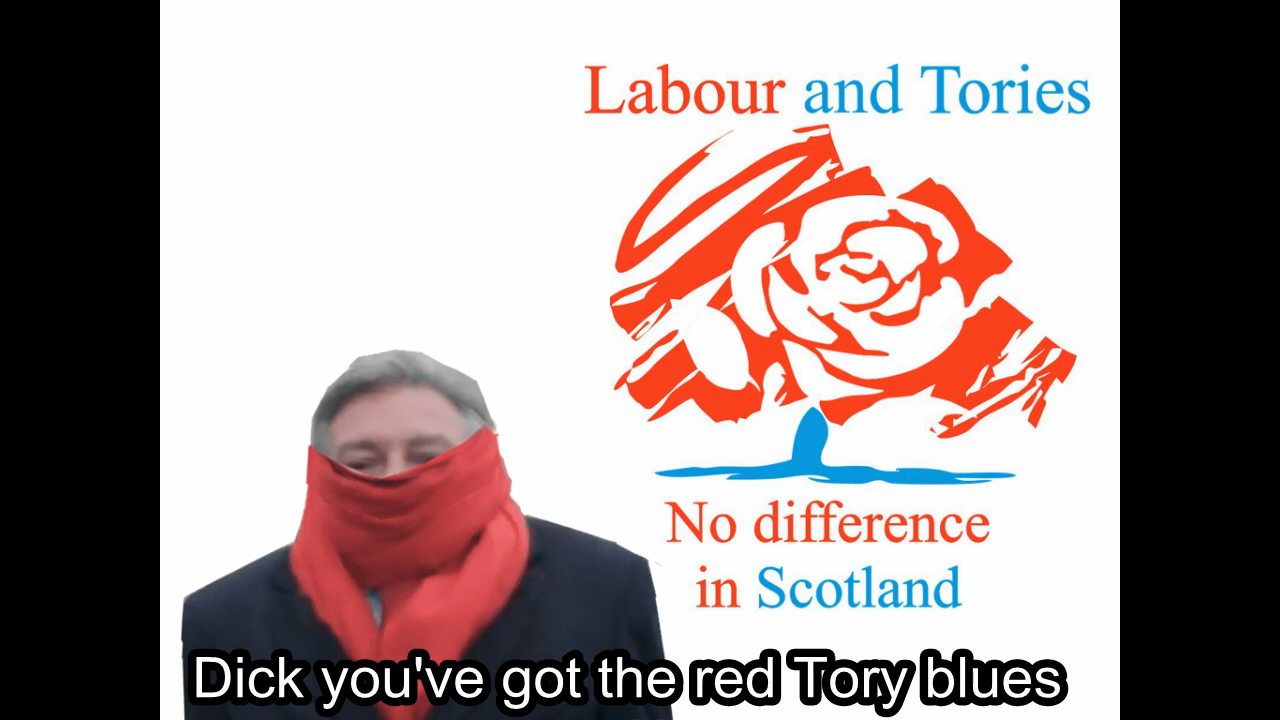 Labour and Tories
No difference
in Scotland
Dick you've got the red Tory blues